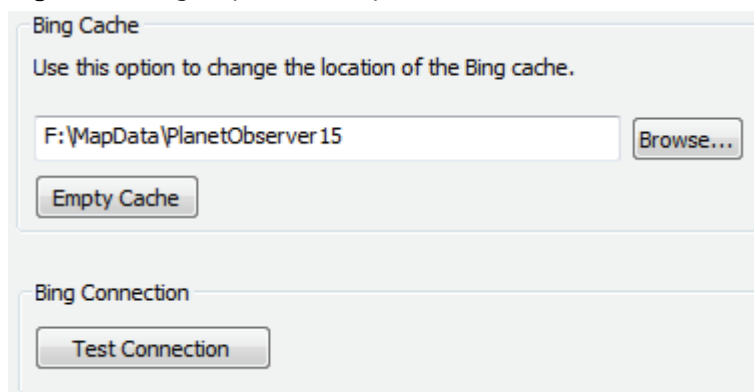 Bing Cache
Use this option to change the location of the Bing cache.
F:\MapData\PlanetObserver15
Browse...
Empty Cache
Bing Connection
Test Connection